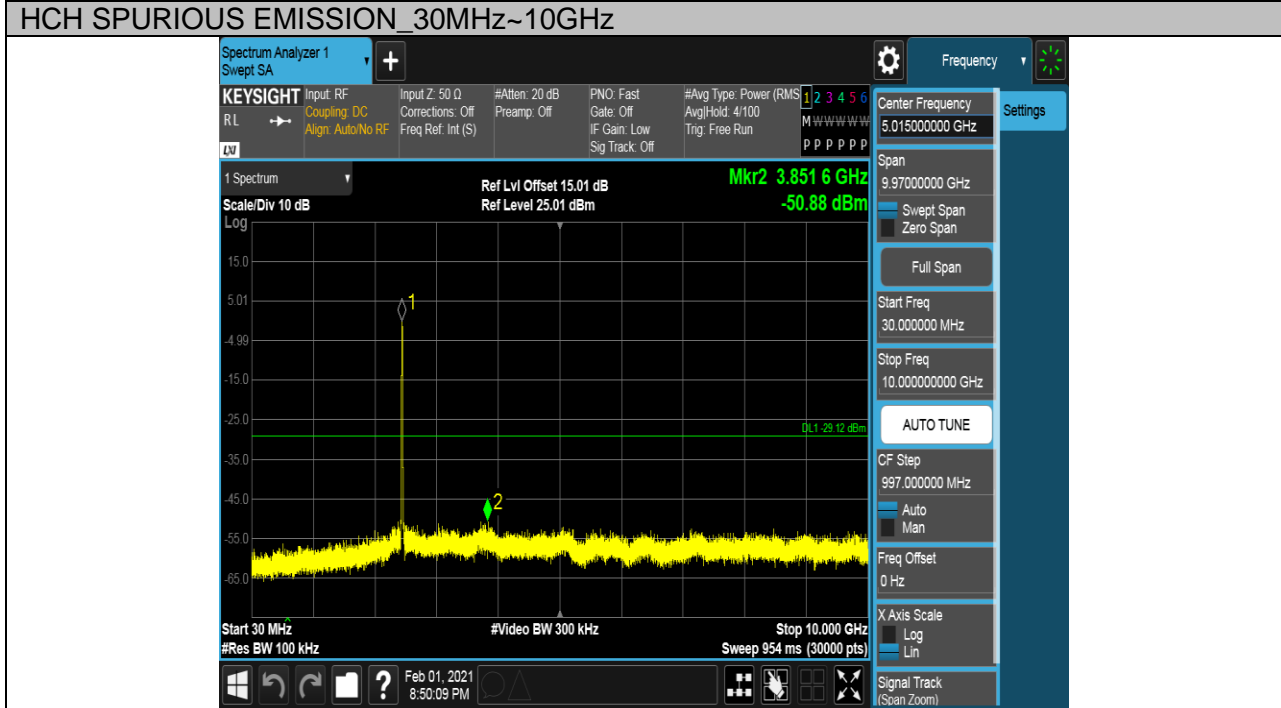 HCH SPURIOUS EMISSION_30MHz~10GHz
Spectrum Analyzer 1
Swept SA
Frequency
Settings
KEYSIGHT
RL
LXI
Input: RF
Coupling: DC
Align: Auto/No RF
Input Z: 50 Ω
Corrections: Off
Freq Ref: Int (S)
#Atten: 20 dB
Preamp: Off
PNO: Fast
Gate: Off
IF Gain: Low
Sig Track: Off
#Avg Type: Power (RMS
Avg|Hold: 4/100
Trig: Free Run
1 2 3 4 5 6
M W W W W W
P P P P P P
1 Spectrum
Scale/Div 10 dB
Log
Ref Lvl Offset 15.01 dB
Ref Level 25.01 dBm
Mkr2 3.851 6 GHz
-50.88 dBm
15.0
5.01
-4.99
-15.0
-25.0
-35.0
-45.0
-55.0
-65.0
1
2
DL1 -29.12 dBm
Start 30 MHz
#Res BW 100 kHz
#Video BW 300 kHz
Stop 10.000 GHz
Sweep 954 ms (30000 pts)
Feb 01, 2021
8:50:09 PM
Center Frequency
5.015000000 GHz
Span
9.97000000 GHz
Swept Span
Zero Span
Full Span
Start Freq
30.000000 MHz
Stop Freq
10.000000000 GHz
AUTO TUNE
CF Step
997.000000 MHz
Auto
Man
Freq Offset
0 Hz
X Axis Scale
Log
Lin
Signal Track
(Span Zoom)